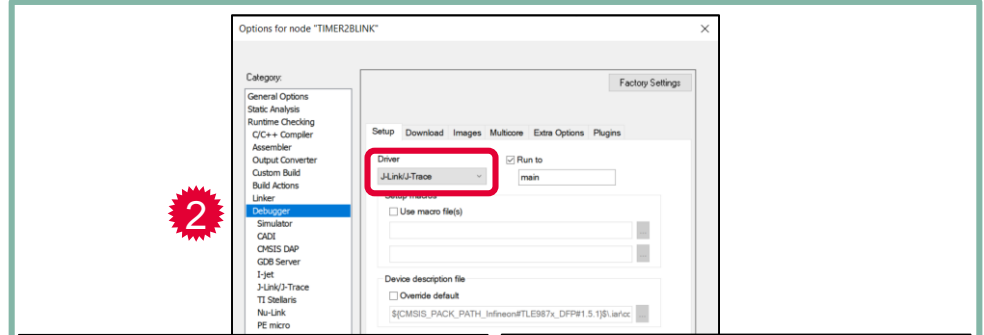 Options for node "TIMER2BLINK"
Category:
Factory Settings
General Options
Static Analysis
Runtime Checking
C/C++ Compiler
Assembler
Output Converter
Custom Build
Build Actions
Linker
Debugger
Simulator
CADI
CMSIS DAP
GDB Server
I-jet
J-Link/J-Trace
TI Stellaris
Nu-Link
PE micro
Setup Download Images Multicore Extra Options Plugins
Driver
Run to
J-Link/J-Trace
main
Setup macros
Use macro file(s)
...
...
Device description file
Override default
$(CMSIS_PACK_PATH_Infineon#TLE987x_DFP#1.5.1)$\.iar\cc
...
2